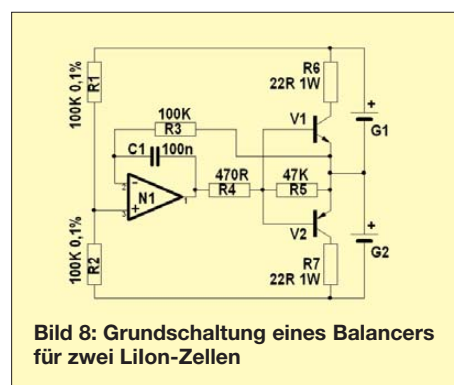 R1
100K 0,1%
R6
22R 1W
100K
R3
V1
C1
100n
G1
470R
R4
47K
R5
2
3
N1
1
R2
100K 0,1%
V2
R7
22R 1W
G2
+
+
-
+
Bild 8: Grundschaltung eines Balancers
für zwei LiIon-Zellen